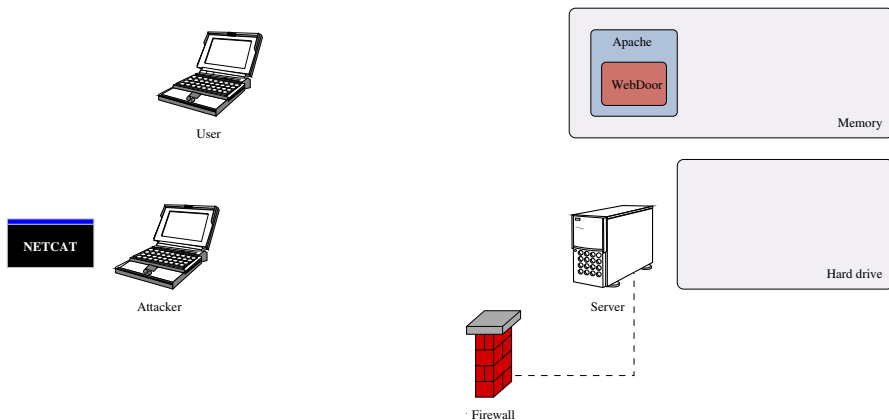 Apache
WebDoor
Memory
User
NETCAT
Attacker
Server
Hard drive
Firewall